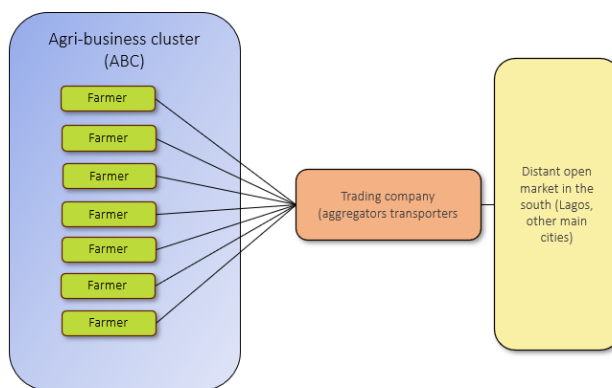 Agri-business cluster
(ABC)
Farmer
Farmer
Farmer
Farmer
Farmer
Farmer
Farmer
Trading company
(aggregators transporters
Distant open
market in the
south (Lagos,
other main
cities)